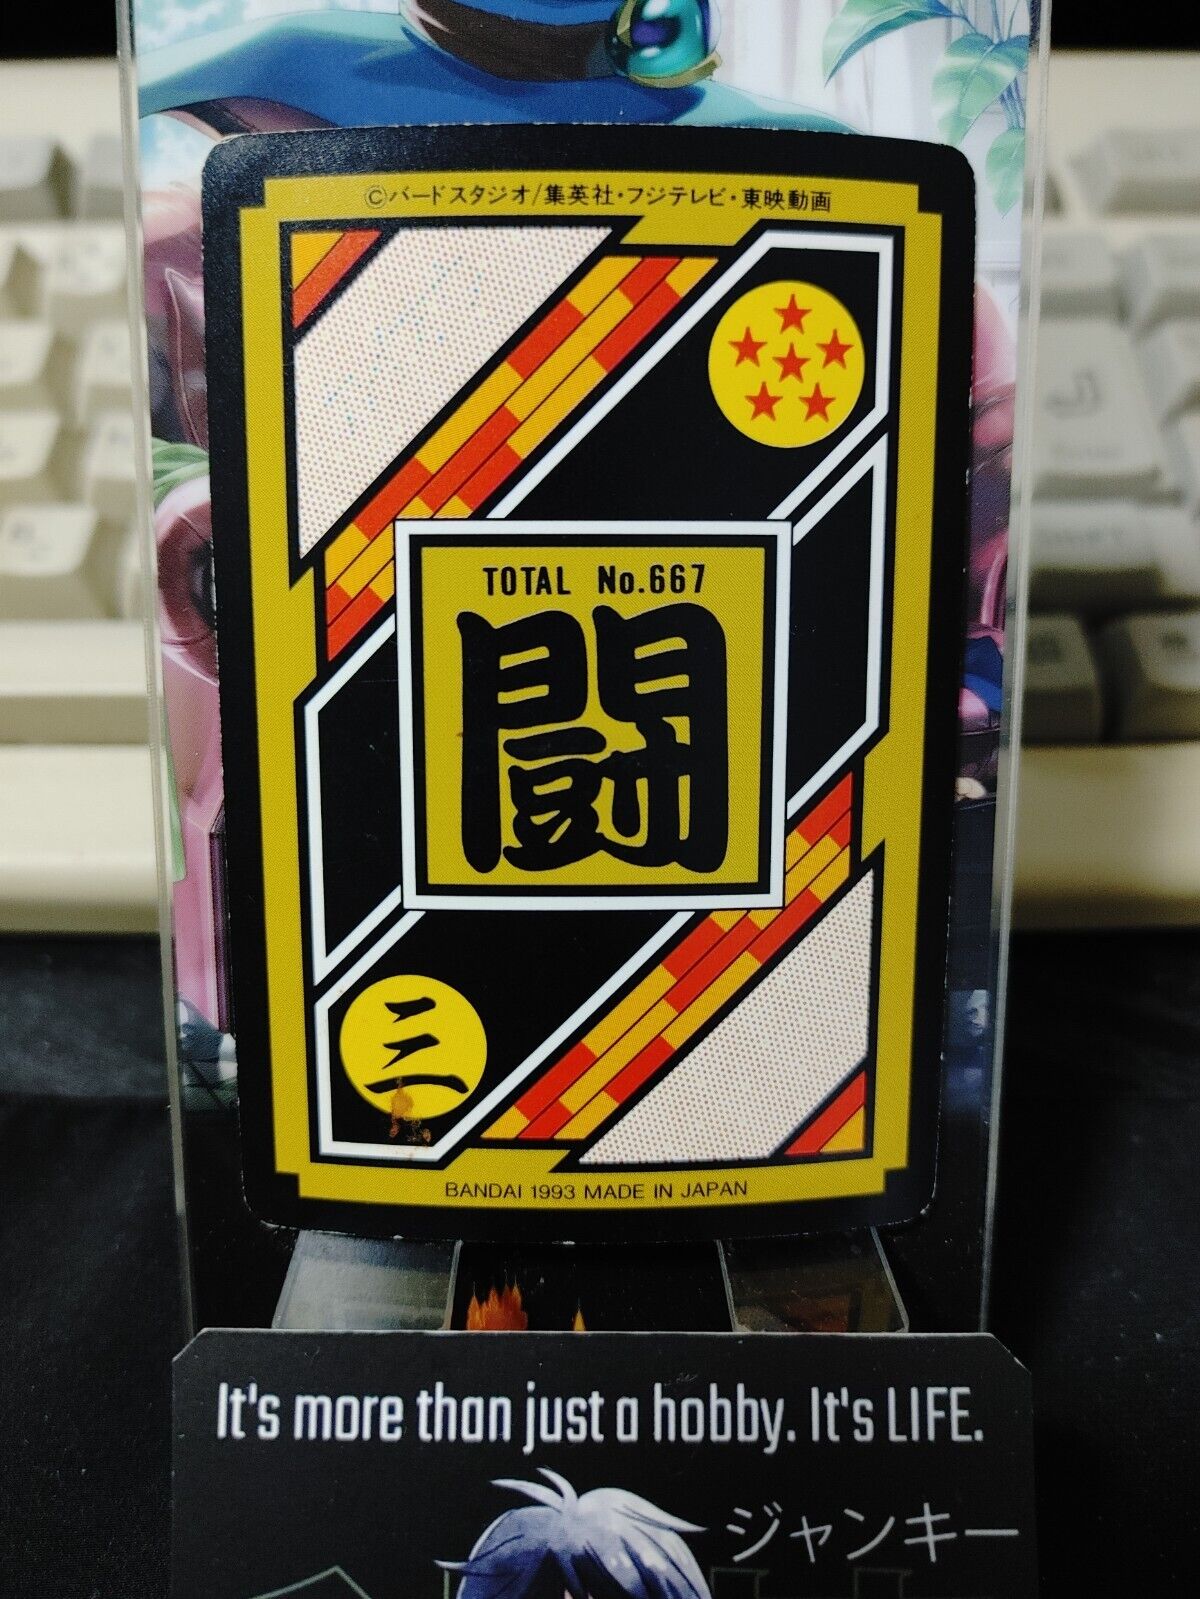 ©バードスタジオ/集英社・フジテレビ・東映動画
TOTAL No.667
闘
三
BANDAI 1993 MADE IN JAPAN
It's more than just a hobby. It's LIFE.
ジャンキー